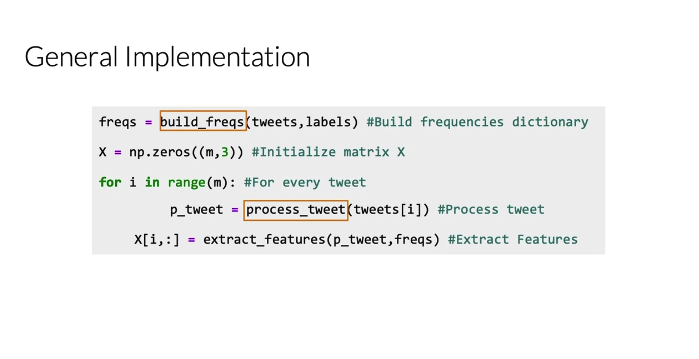 General Implementation
freqs = build_freqs(tweets,labels) #Build frequencies dictionary
X = np.zeros((m,3)) #Initialize matrix X
for i in range(m): #For every tweet
p_tweet = process_tweet(tweets[i]) #Process tweet
X[i,:] = extract_features(p_tweet,freqs) #Extract Features